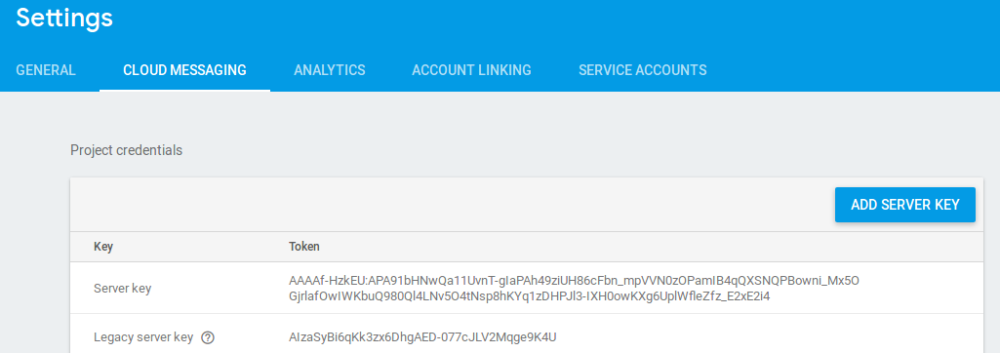 Settings
GENERAL CLOUD MESSAGING ANALYTICS ACCOUNT LINKING SERVICE ACCOUNTS
Project credentials
ADD SERVER KEY
Key Token
Server key AAAAf-HzkEU:APA91bHNwQa11UvnT-gIaPAh49ziUH86cFbn_mpVVN0zOPamIB4qQXSNQPBowni_Mx5O
GjrlafOwIWKbuQ980Ql4LNv5O4tNsp8hKYq1zDHPJl3-IXH0owKXg6UplWfleZfz_E2xE2i4
Legacy server key ? AIzaSyBi6qKk3zx6DhgAED-077cJLV2Mqge9K4U